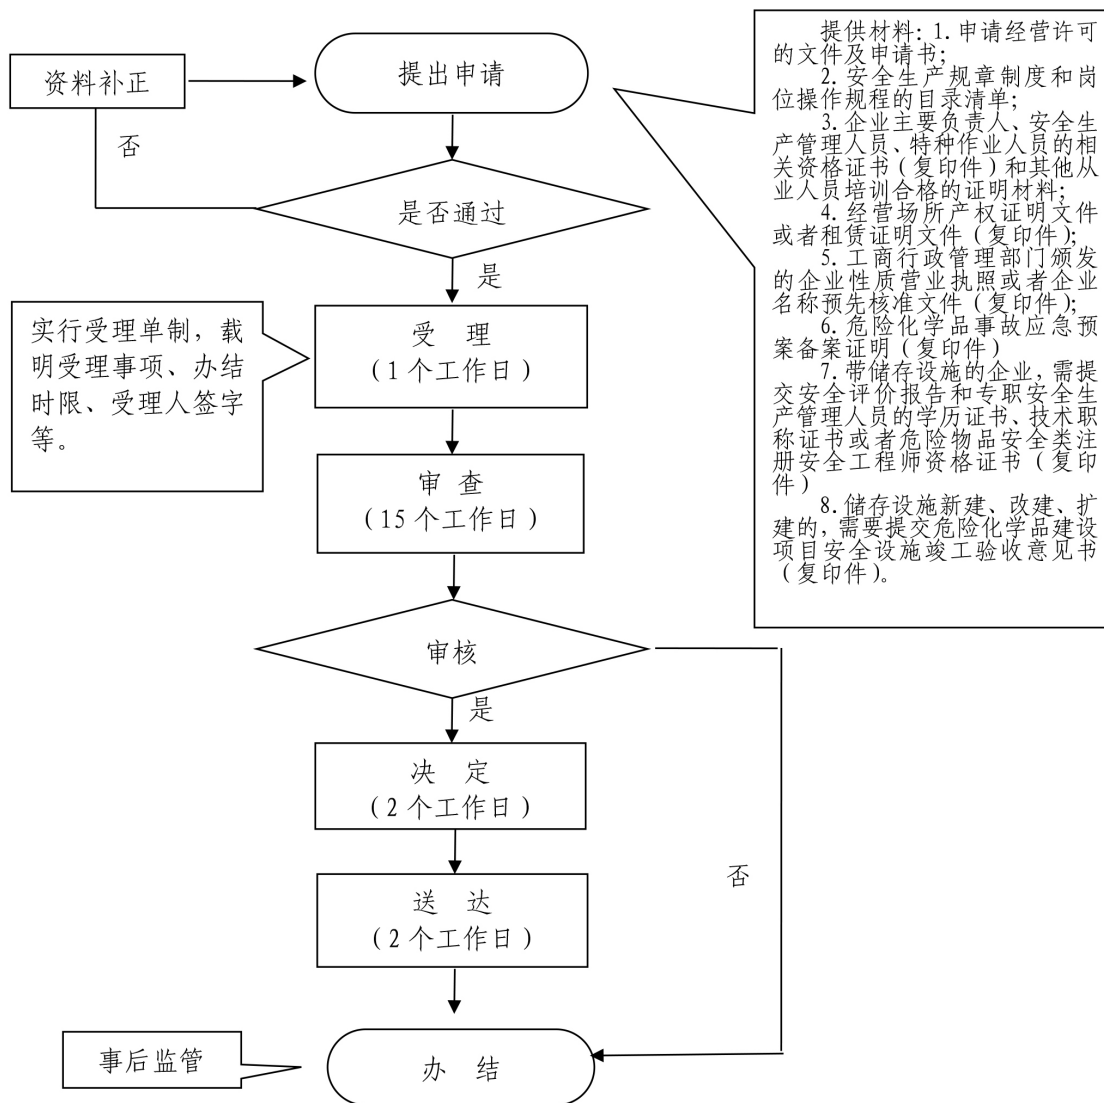 资料补正
提出申请
否
是否通过
是
提供材料：1.申请经营许可
的文件及申请书；
2.安全生产规章制度和岗
位操作规程的目录清单；
3.企业主要负责人、安全生
产管理人员、特种作业人员的相
关资格证书（复印件）和其他从
业人员培训合格的证明材料；
4.经营场所产权证明文件
或者租赁证明文件（复印件）；
5.工商行政管理部门颁发
的企业性质营业执照或者企业
名称预先核准文件（复印件）；
6.危险化学品事故应急预
案备案证明（复印件）
7.带储存设施的企业，需提
交安全评价报告和专职安全生
产管理人员的学历证书、技术职
称证书或者危险物品安全类注
册安全工程师资格证书（复印
件）
8.储存设施新建、改建、扩
建的，需要提交危险化学品建设
项目安全设施竣工验收意见书
（复印件）。
实行受理单制，载
明受理事项、办结
时限、受理人签字
等。
受 理
（1个工作日）
审 查
（15个工作日）
审核
是
决 定
（2个工作日）
否
送 达
（2个工作日）
事后监管
办 结